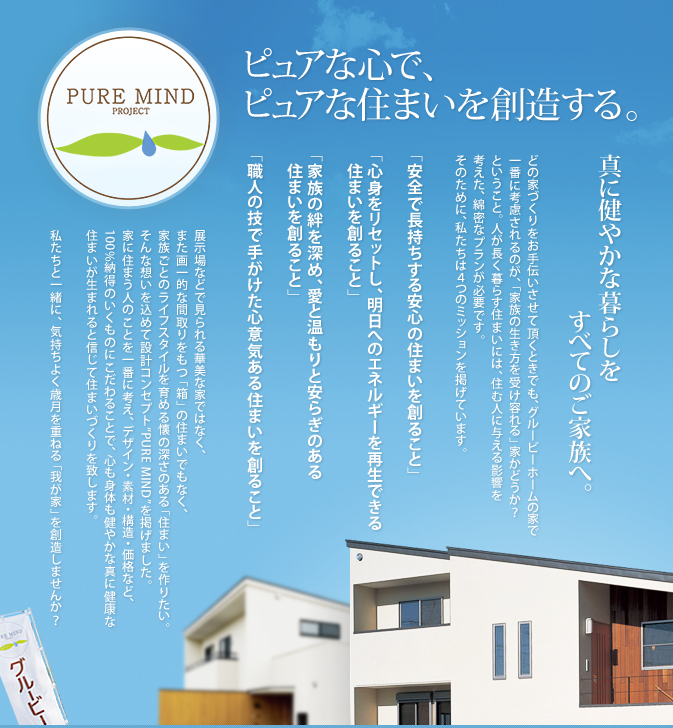 PURE MIND
PROJECT
ピュアな心で、
ピュアな住まいを創造する。
真に健やかな暮らしを
すべてのご家族へ。
どの家づくりをお手伝いさせて頂くときでも、グルービーホームの家で
一番に考慮されるのが、「家族の生き方を受け容れる」家かどうか?
ということ。人が長く暮らす住まいには、住む人に与える影響を
考えた、綿密なプランが必要です。
そのために、私たちは4つのミッションを掲げています。
「安全で長持ちする安心の住まいを創ること」
「心身をリセットし、明日へのエネルギーを再生できる
住まいを創ること」
「家族の絆を深め、愛と温もりと安らぎのある
住まいを創ること」
「職人の技で手がけた心意気ある住まいを創ること」
展示場などで見られる華美な家ではなく、
また画一的な間取りをもつ「箱」の住まいでもなく、
家族ごとのライフスタイルを育める懐の深さのある「住まい」を作りたい。
そんな想いを込めて設計コンセプト"PURE MIND"を掲げました。
家に住まう人のことを一番に考え、デザイン・素材・構造・価格など、
100%納得のいくものにこだわることで、心も身体も健やかな真に健康な
住まいが生まれると信じて住まいづくりを致します。
私たちと一緒に、気持ちよく歳月を重ねる「我が家」を創造しませんか?
PURE MIND
グルービー